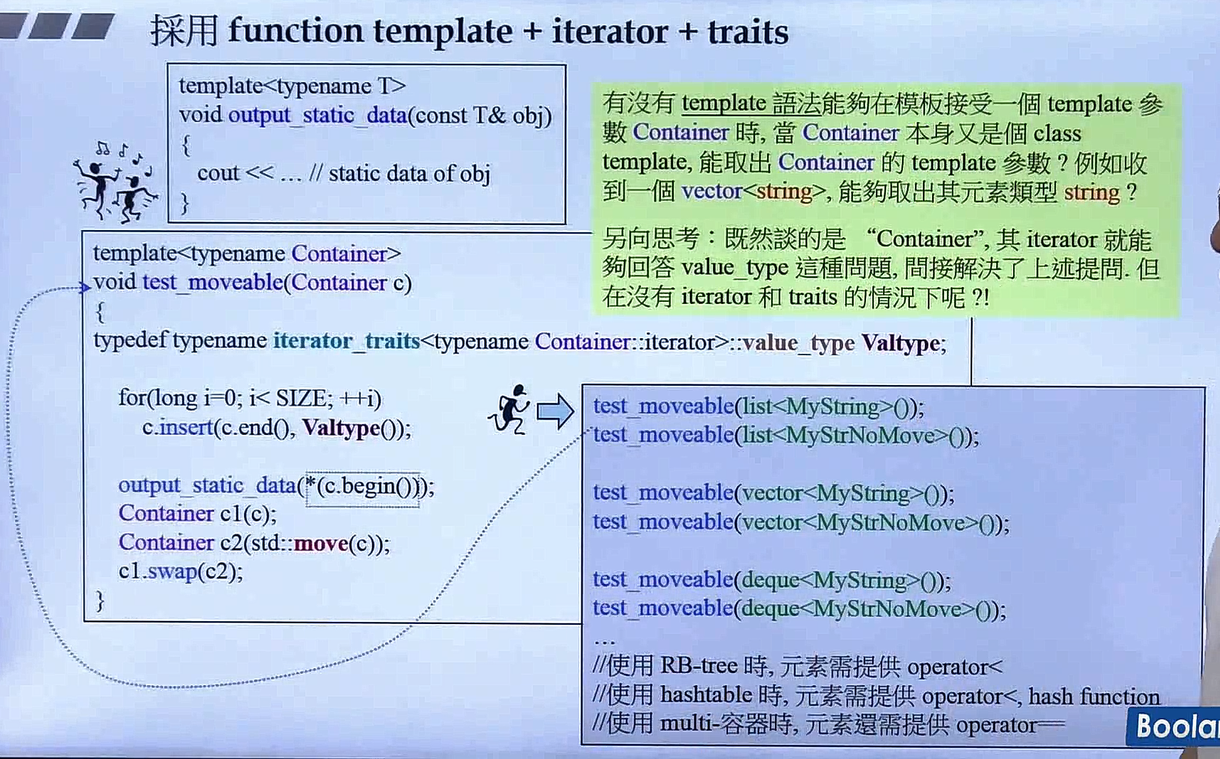 採用 function template + iterator + traits
template<typename T>
void output_static_data(const T& obj)
{
cout << … // static data of obj
}
有沒有 template 語法能夠在模板接受一個 template 參
數 Container 時, 當 Container 本身又是個 class
template, 能取出 Container 的 template 參數 ? 例如收
到一個 vector<string>, 能夠取出其元素類型 string ?
另向思考：既然談的是 “Container”, 其 iterator 就能
夠回答 value_type 這種問題, 間接解決了上述提問. 但
在沒有 iterator 和 traits 的情況下呢 ?!
template<typename Container>
void test_moveable(Container c)
{
typedef typename iterator_traits<typename Container::iterator>::value_type Valtype;
for(long i=0; i< SIZE; ++i)
c.insert(c.end(), Valtype());
output_static_data(*(c.begin()));
Container c1(c);
Container c2(std::move(c));
c1.swap(c2);
}
test_moveable(list<MyString>());
test_moveable(list<MyStrNoMove>());
test_moveable(vector<MyString>());
test_moveable(vector<MyStrNoMove>());
test_moveable(deque<MyString>());
test_moveable(deque<MyStrNoMove>());
…
//使用 RB-tree 時, 元素需提供 operator<
//使用 hashtable 時, 元素需提供 operator<, hash function
//使用 multi-容器時, 元素還需提供 operator==